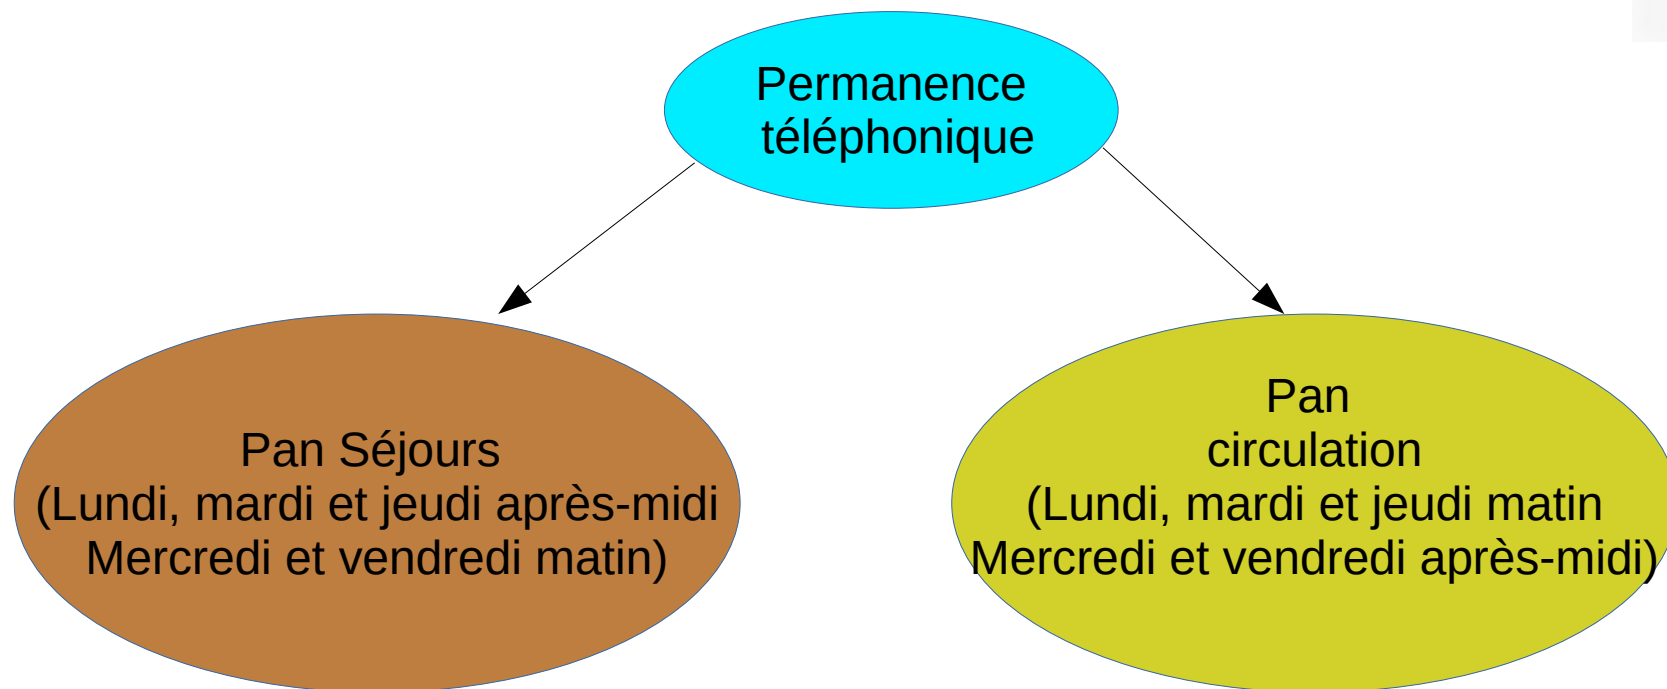 Permanence
téléphonique
Pan Séjours
(Lundi, mardi et jeudi après-midi
Mercredi et vendredi matin)
Pan
circulation
(Lundi, mardi et jeudi matin
Mercredi et vendredi après-midi)